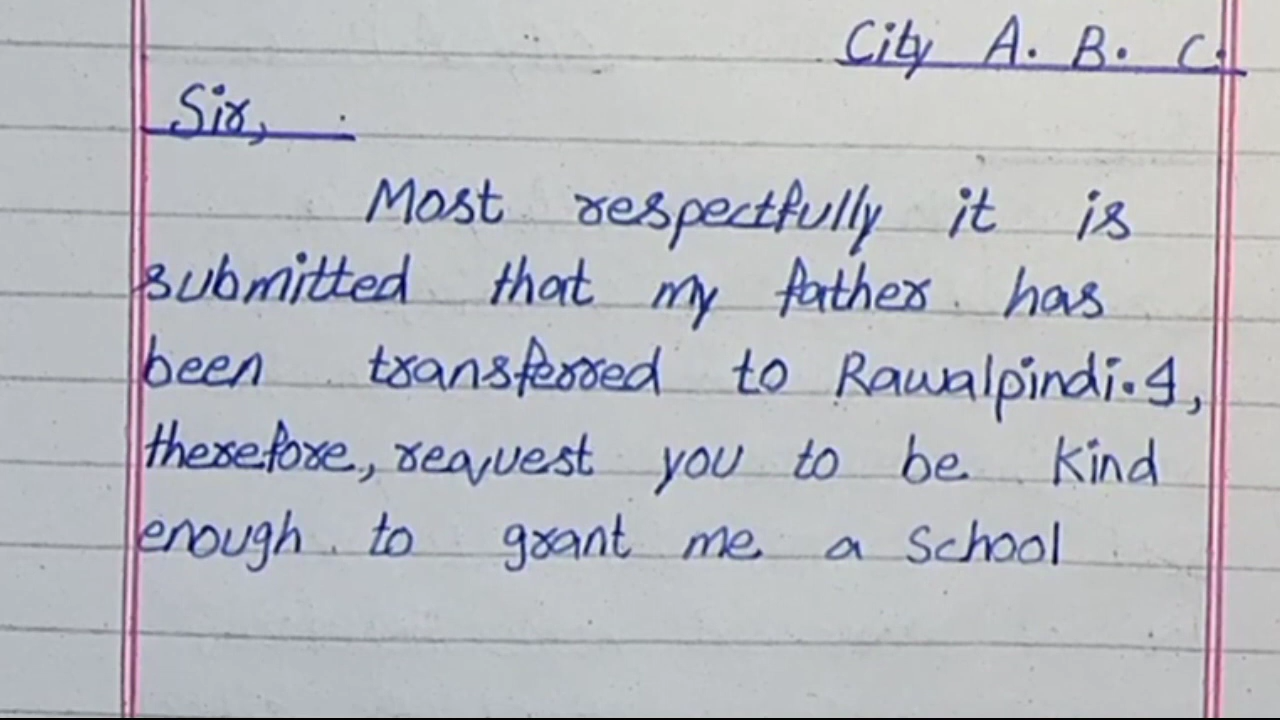 City A. B. C.
Sir,
Most respectfully it is
submitted that my father has
been transferred to Rawalpindi. I,
therefore, request you to be kind
enough to grant me a school